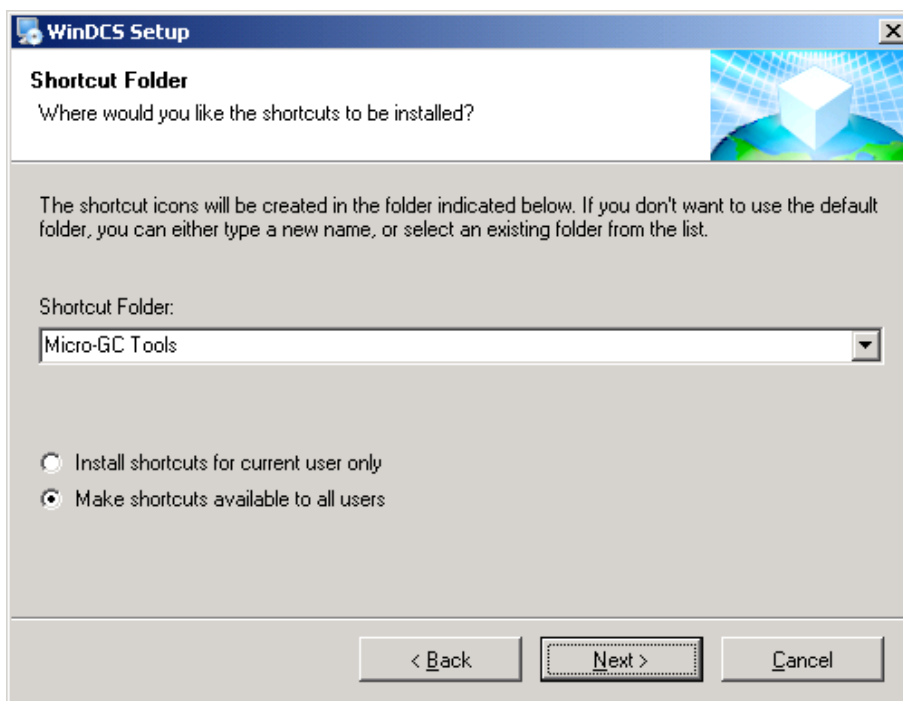 WinDCS Setup
Shortcut Folder
Where would you like the shortcuts to be installed?
The shortcut icons will be created in the folder indicated below. If you don't want to use the default
folder, you can either type a new name, or select an existing folder from the list.
Shortcut Folder:
Micro-GC Tools
Install shortcuts for current user only
Make shortcuts available to all users
< Back Next > Cancel